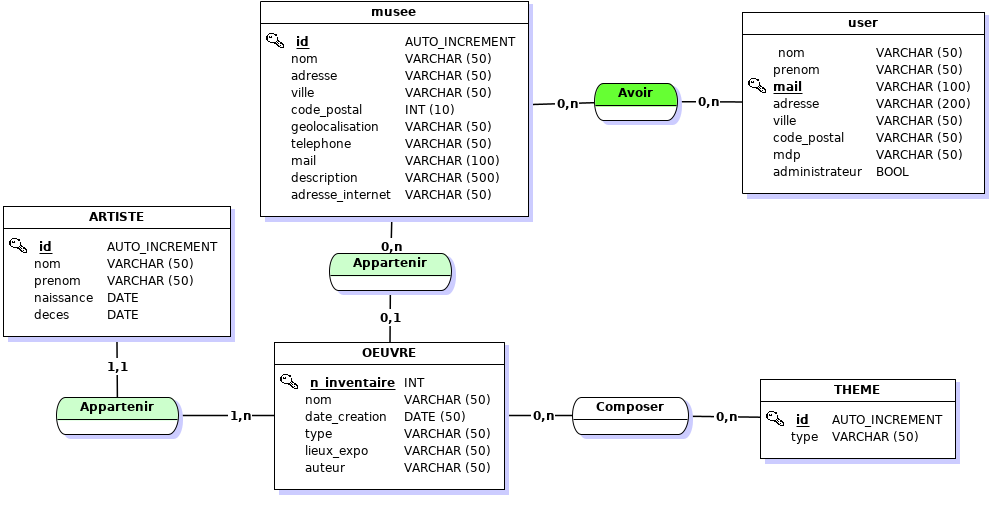 musee
id AUTO_INCREMENT
nom VARCHAR (50)
adresse VARCHAR (50)
ville VARCHAR (50)
code_postal INT (10)
geolocalisation VARCHAR (50)
telephone VARCHAR (50)
mail VARCHAR (100)
description VARCHAR (500)
adresse_internet VARCHAR (50)
0,n
Avoir
0,n
user
nom VARCHAR (50)
prenom VARCHAR (50)
mail VARCHAR (100)
adresse VARCHAR (200)
ville VARCHAR (50)
code_postal VARCHAR (50)
mdp VARCHAR (50)
administrateur BOOL
ARTISTE
id AUTO_INCREMENT
nom VARCHAR (50)
prenom VARCHAR (50)
naissance DATE
deces DATE
0,n
Appartenir
0,1
1,1
Appartenir
1,n
OEUVRE
n_inventaire INT
nom VARCHAR (50)
date_creation DATE (50)
type VARCHAR (50)
lieux_expo VARCHAR (50)
auteur VARCHAR (50)
0,n
Composer
0,n
THEME
id AUTO_INCREMENT
type VARCHAR (50)